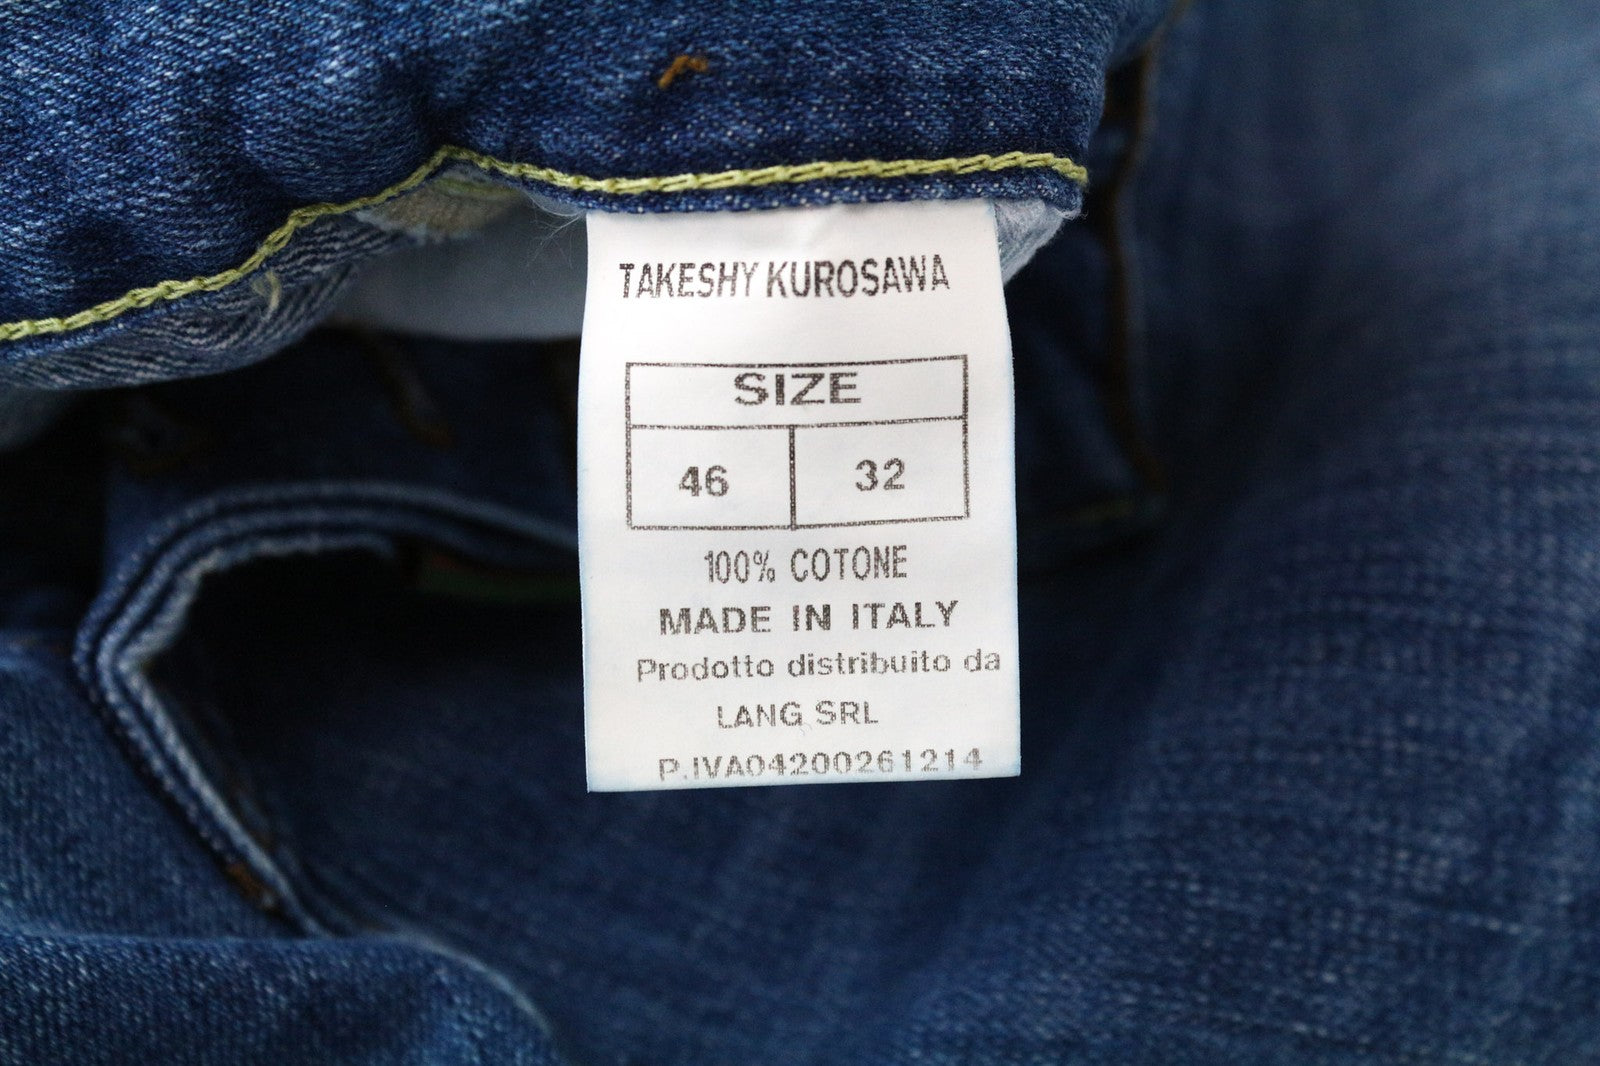 TAKESHY KUROSAWA
SIZE
46 32
100% COTONE
MADE IN ITALY
Prodotto distribuito da
LANG SRL
P.IVA04200261214